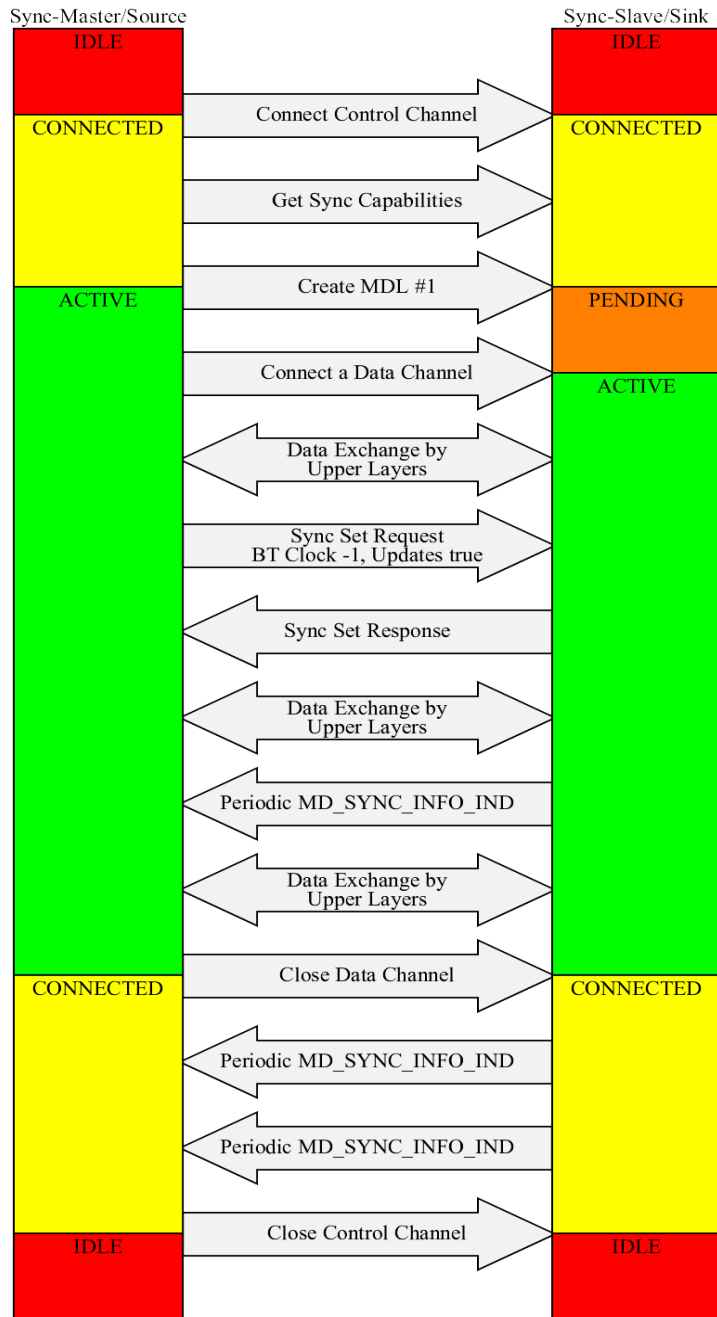 Sync-Master/Source
Sync-Slave/Sink
IDLE
IDLE
Connect Control Channel
CONNECTED
CONNECTED
Get Sync Capabilities
Create MDL #1
ACTIVE
PENDING
Connect a Data Channel
ACTIVE
Data Exchange by
Upper Layers
Sync Set Request
BT Clock -1, Updates true
Sync Set Response
Data Exchange by
Upper Layers
Periodic MD_SYNC_INFO_IND
Data Exchange by
Upper Layers
Close Data Channel
CONNECTED
CONNECTED
Periodic MD_SYNC_INFO_IND
Periodic MD_SYNC_INFO_IND
Close Control Channel
IDLE
IDLE